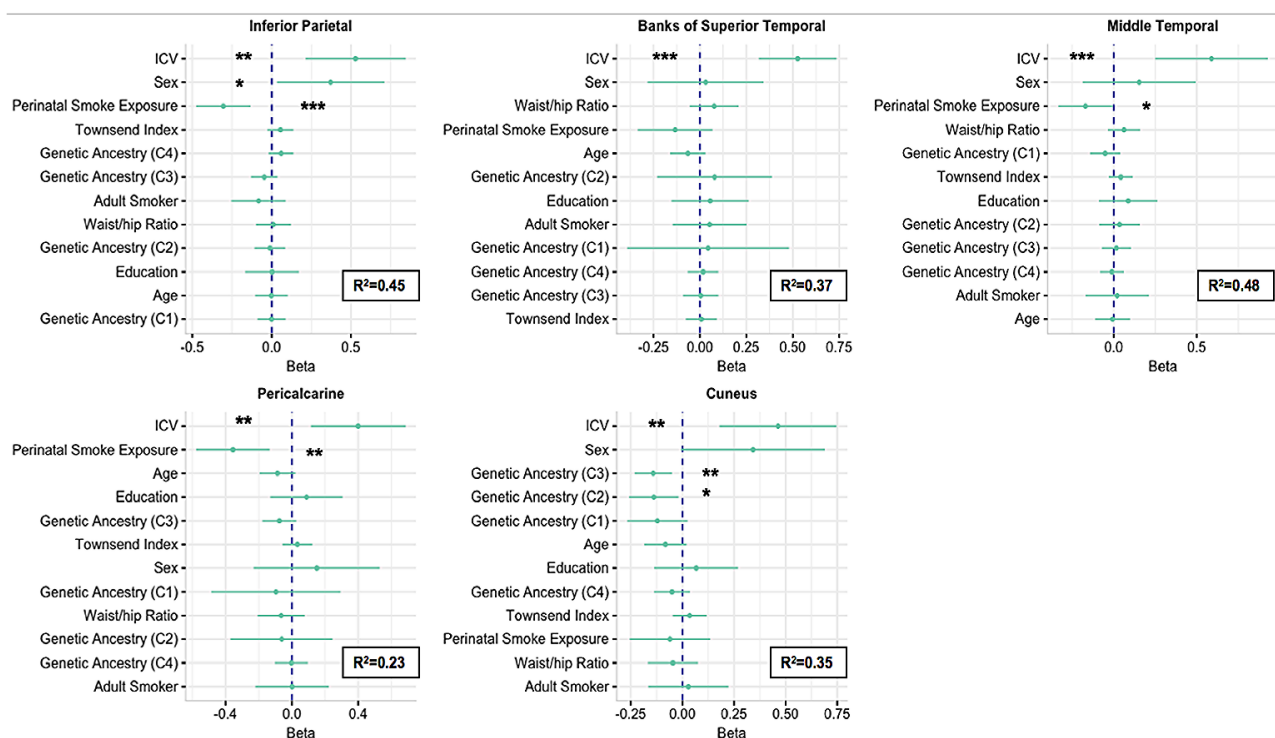 Inferior Parietal
ICV
**
Sex
*
Perinatal Smoke Exposure
***
Townsend Index
Genetic Ancestry (C4)
Genetic Ancestry (C3)
Adult Smoker
Waist/hip Ratio
Genetic Ancestry (C2)
Education
Age
Genetic Ancestry (C1)
R²=0.45
-0.5 0.0 0.5
Beta
Banks of Superior Temporal
ICV
***
Sex
Waist/hip Ratio
Perinatal Smoke Exposure
Age
Genetic Ancestry (C2)
Education
Adult Smoker
Genetic Ancestry (C1)
Genetic Ancestry (C4)
Genetic Ancestry (C3)
Townsend Index
R²=0.37
-0.25 0.00 0.25 0.50 0.75
Beta
Middle Temporal
ICV
***
Sex
Perinatal Smoke Exposure
*
Waist/hip Ratio
Genetic Ancestry (C1)
Townsend Index
Education
Genetic Ancestry (C2)
Genetic Ancestry (C3)
Genetic Ancestry (C4)
Adult Smoker
Age
R²=0.48
0.0 0.5
Beta
Pericalcarine
ICV
**
Perinatal Smoke Exposure
**
Age
Education
Genetic Ancestry (C3)
Townsend Index
Sex
Genetic Ancestry (C1)
Waist/hip Ratio
Genetic Ancestry (C2)
Genetic Ancestry (C4)
Adult Smoker
R²=0.23
-0.4 0.0 0.4
Beta
Cuneus
ICV
**
Sex
Genetic Ancestry (C3)
**
Genetic Ancestry (C2)
*
Genetic Ancestry (C1)
Age
Education
Genetic Ancestry (C4)
Townsend Index
Perinatal Smoke Exposure
Waist/hip Ratio
Adult Smoker
R²=0.35
-0.25 0.00 0.25 0.50 0.75
Beta